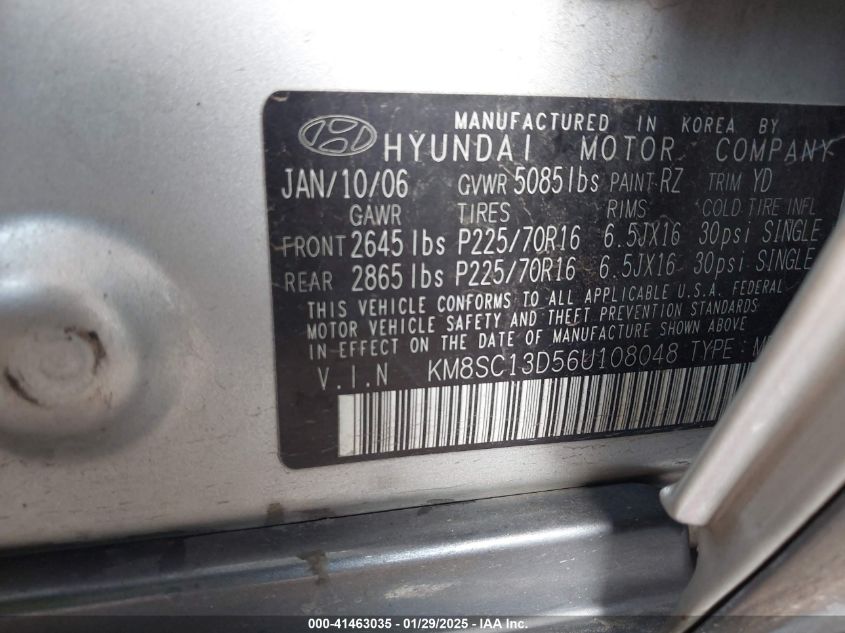 MANUFACTURED IN KOREA BY
HYUNDAI MOTOR COMPANY
JAN/10/06 GVWR 5085lbs PAINT RZ TRIM YD
GAWR TIRES RIMS COLD TIRE INFL
FRONT 2645 lbs P225/70R16 6.5JX16 30psi SINGLE
REAR 2865 lbs P225/70R16 6.5JX16 30psi SINGLE
THIS VEHICLE CONFORMS TO ALL APPLICABLE U.S.A. FEDERAL
MOTOR VEHICLE SAFETY AND THEFT PREVENTION STANDARDS
IN EFFECT ON THE DATE OF MANUFACTURE SHOWN ABOVE
V.I.N KM8SC13D56U108048 TYPE :
000-41463035 - 01/29/2025 - IAA Inc.